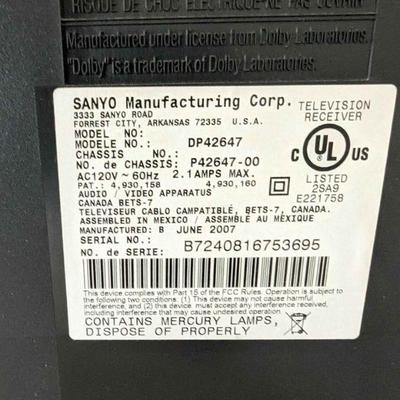 RISQUE DE CHOC ELECTRIQUE-NE PAS OUVRIR
Manufactured under license from Dolby Laboratories.
"Dolby" is a trademark of Dolby Laboratories.
SANYO Manufacturing Corp.
3333 SANYO ROAD
FORREST CITY, ARKANSAS 72335 U.S.A.
TELEVISION
RECEIVER
MODEL NO:
MODELE NO.: DP42647
CHASSIS NO.:
NO. de CHASSIS: P42647-00
AC120V ~ 60Hz 2.1AMPS MAX.
PAT.: 4,930,158 4,930,160
AUDIO / VIDEO APPARATUS
CANADA BETS-7
C UL US
LISTED
2SA9
E221758
TELEVISEUR CABLO COMPATIBLE, BETS-7, CANADA.
ASSEMBLED IN MEXICO / ASSEMBLE AU MÉXIQUE
MANUFACTURED: B JUNE 2007
SERIAL NO.: B7240816753695
NO. de SERIE:
This device complies with Part 15 of the FCC Rules. Operation is subject to the
following two conditions: (1) This device may not cause harmful
interference, and (2) this device must accept any interference received,
including interference that may cause undesired operation.
CONTAINS MERCURY LAMPS,
DISPOSE OF PROPERLY